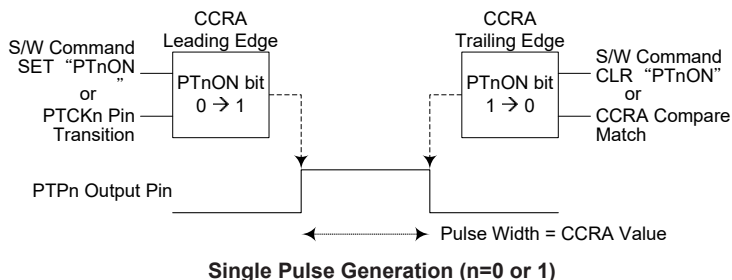 CCRA
Leading Edge
S/W Command
SET “PTnON
”
or
PTCKn Pin
Transition
PTnON bit
0 → 1
CCRA
Trailing Edge
PTnON bit
1 → 0
S/W Command
CLR “PTnON”
or
CCRA Compare
Match
PTPn Output Pin
Pulse Width = CCRA Value
Single Pulse Generation (n=0 or 1)